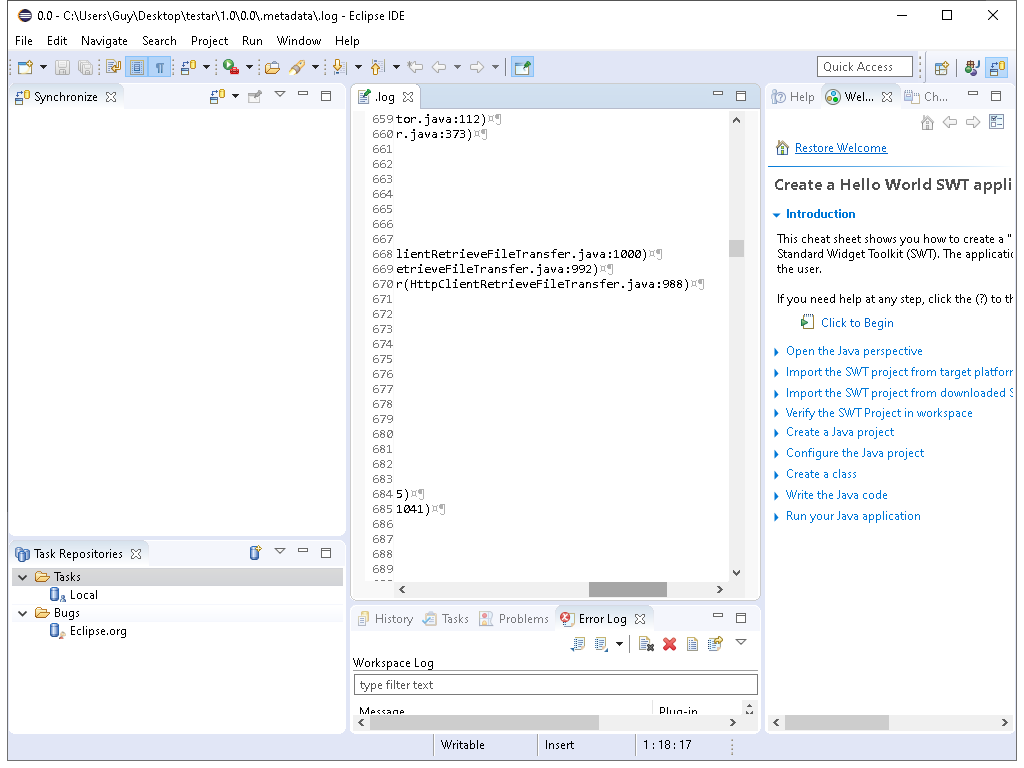 0.0 - C:\Users\Guy\Desktop\testar\1.0\0.0\.metadata\.log - Eclipse IDE
File Edit Navigate Search Project Run Window Help
Quick Access
Synchronize
.log
659 tor.java:112)¤¶
660 r.java:373)¤¶
661
662
663
664
665
666
667
668 lientRetrieveFileTransfer.java:1000)¤¶
669 etrieveFileTransfer.java:992)¤¶
670 r(HttpClientRetrieveFileTransfer.java:988)¤¶
671
672
673
674
675
676
677
678
679
680
681
682
683
684 5)¤¶
685 1041)¤¶
686
687
688
689
Help Wel... Ch...
Restore Welcome
Create a Hello World SWT appli
Introduction
This cheat sheet shows you how to create a "
Standard Widget Toolkit (SWT). The applicati
the user.
If you need help at any step, click the (?) to th
Click to Begin
Open the Java perspective
Import the SWT project from target platform
Import the SWT project from downloaded S
Verify the SWT Project in workspace
Create a Java project
Configure the Java project
Create a class
Write the Java code
Run your Java application
Task Repositories
Tasks
Local
Bugs
Eclipse.org
History Tasks Problems Error Log
Workspace Log
type filter text
Message Plug-in
Writable Insert 1 : 18 : 17